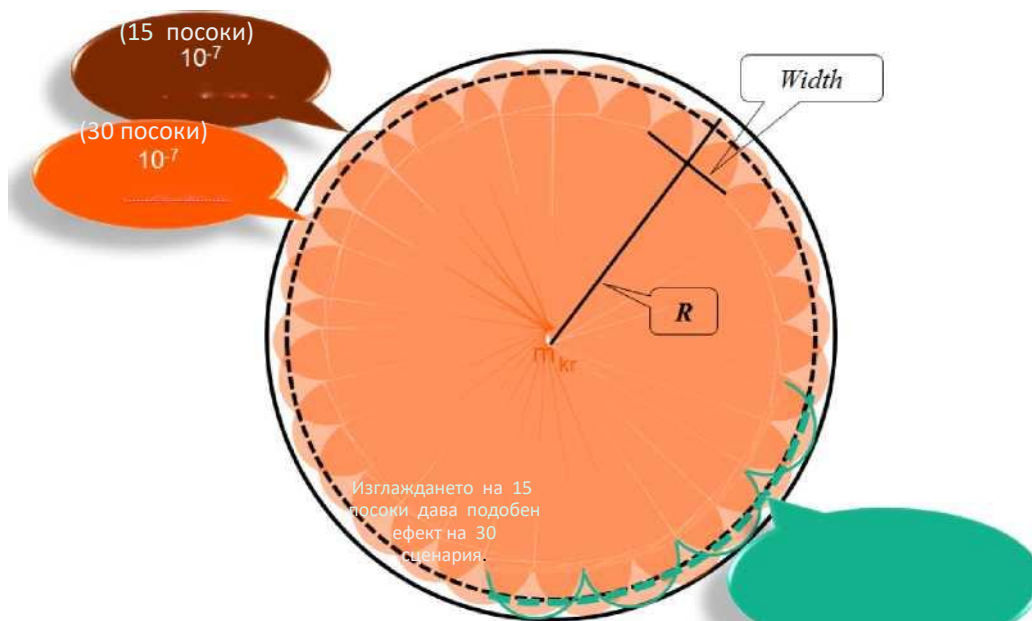 (15 посоки)
10⁻⁷
(30 посоки)
10⁻⁷
Width
R
m kr
Изглаждането на 15
посоки дава подобен
ефект на 30
сценария.